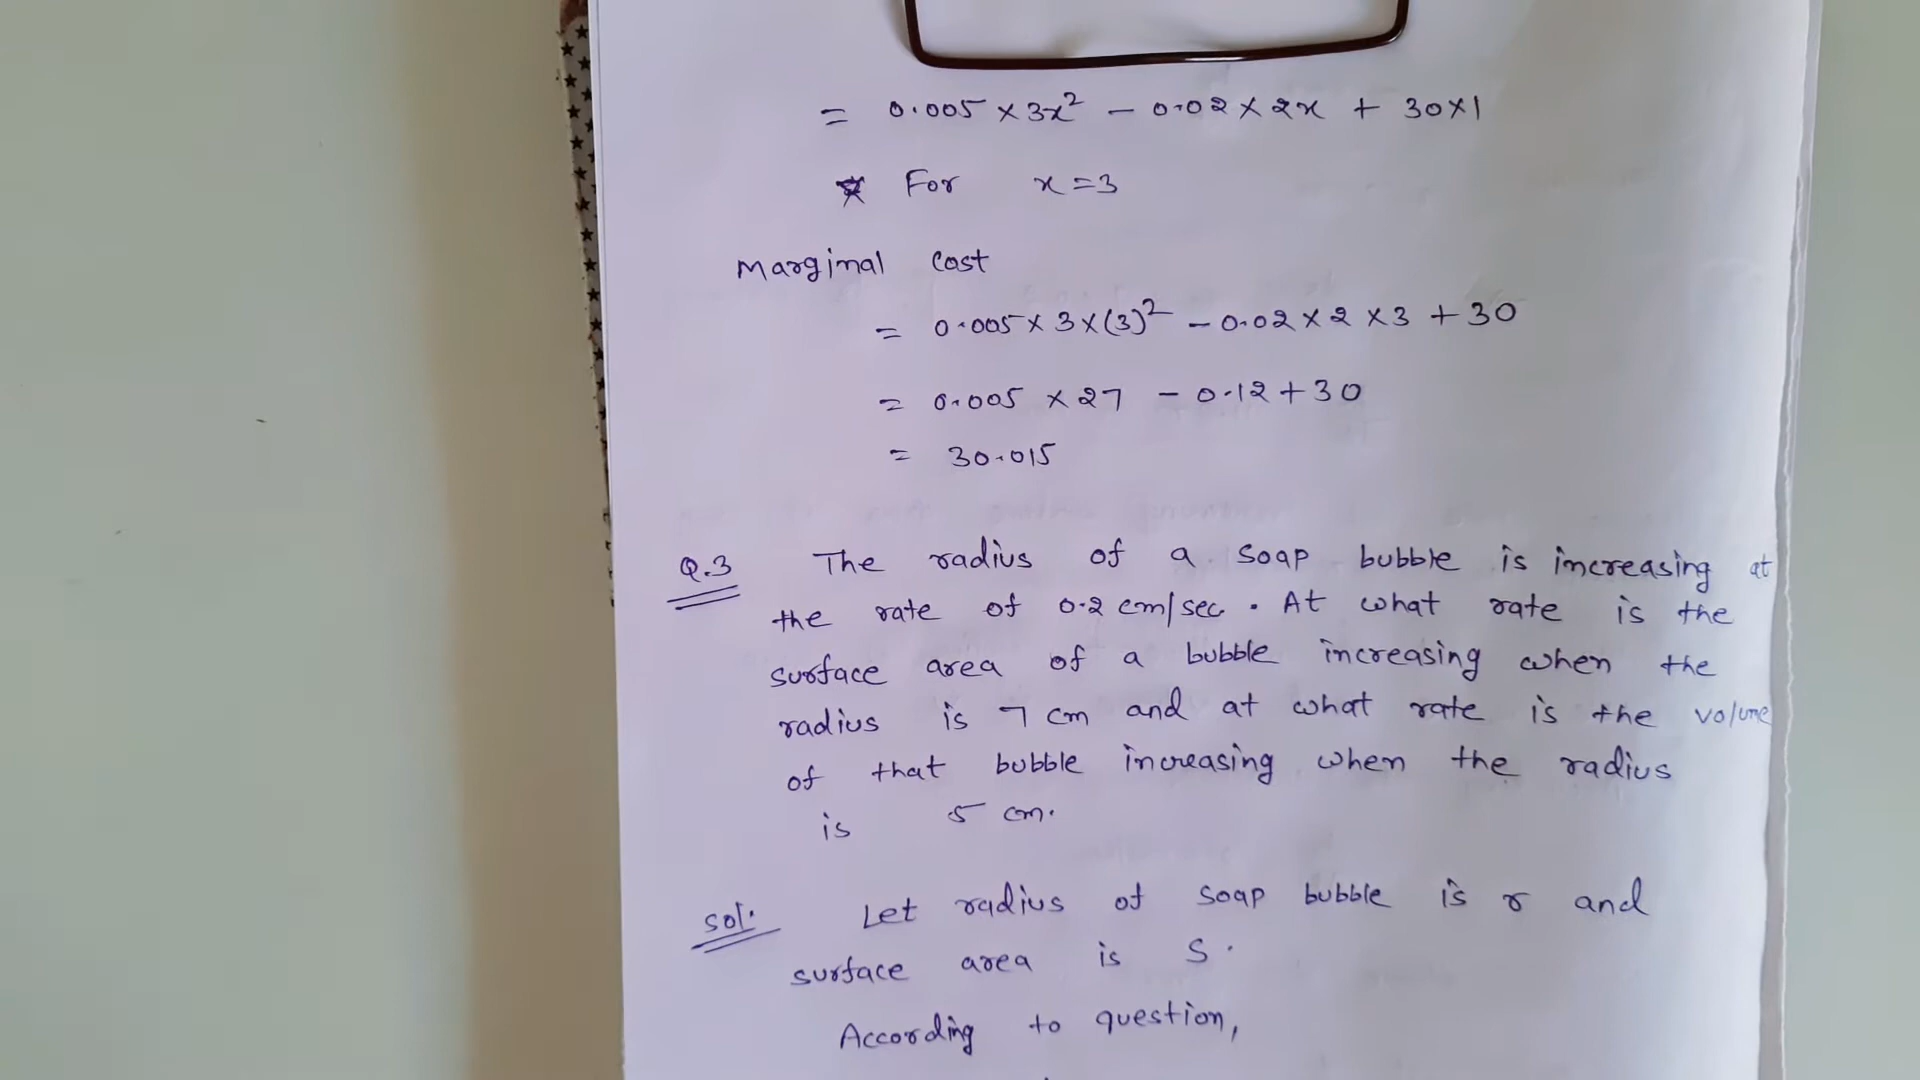 = 0.005 × 3x² - 0.02 × 2x + 30×1
* For x = 3
Marginal cost
= 0.005 × 3 × (3)² - 0.02 × 2 × 3 + 30
= 0.005 × 27 - 0.12 + 30
= 30.015
Q.3 The radius of a soap bubble is increasing at
the rate of 0.2 cm/sec. At what rate is the
surface area of a bubble increasing when the
radius is 7 cm and at what rate is the volume
of that bubble increasing when the radius
is 5 cm.
sol. Let radius of soap bubble is r and
surface area is S.
According to question,